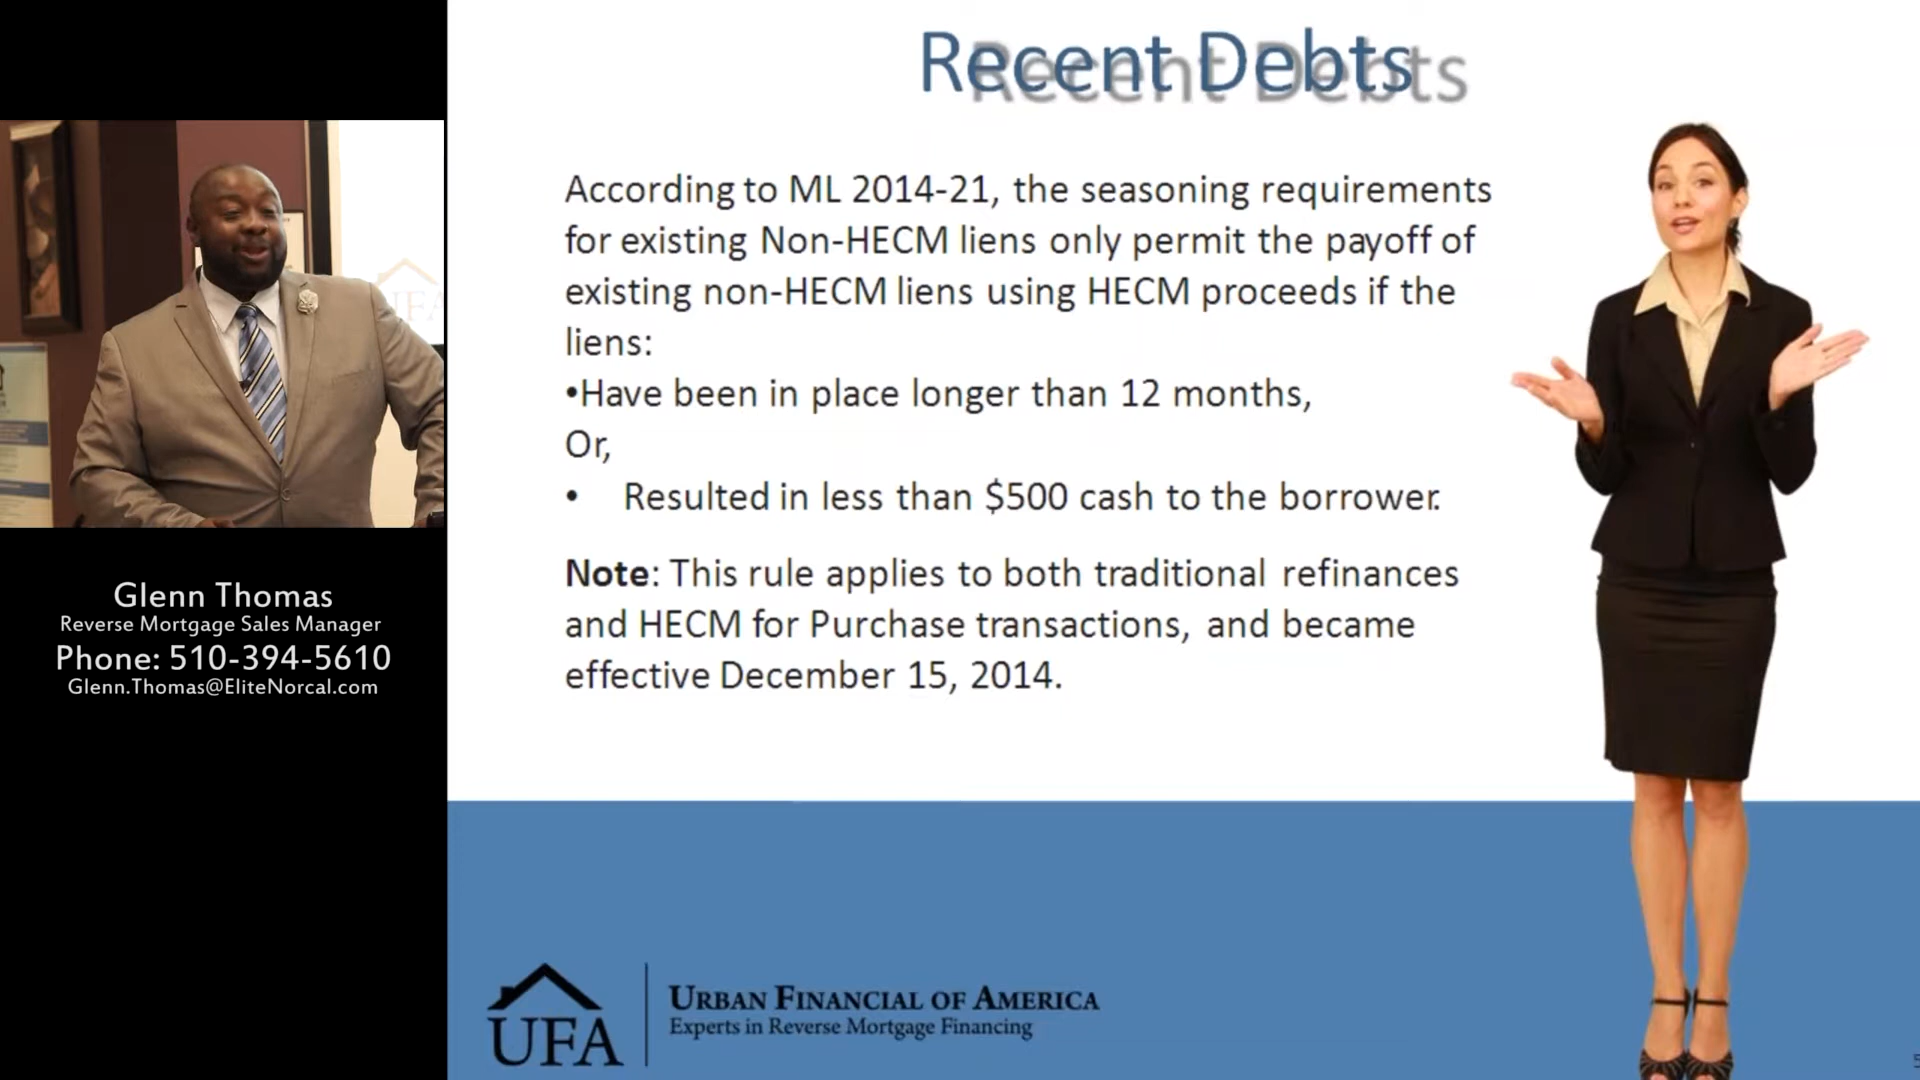 Recent Debts
According to ML 2014-21, the seasoning requirements
for existing Non-HECM liens only permit the payoff of
existing non-HECM liens using HECM proceeds if the
liens:
•Have been in place longer than 12 months,
Or,
• Resulted in less than $500 cash to the borrower.
Note: This rule applies to both traditional refinances
and HECM for Purchase transactions, and became
effective December 15, 2014.
Glenn Thomas
Reverse Mortgage Sales Manager
Phone: 510-394-5610
Glenn.Thomas@EliteNorcal.com
UFA
URBAN FINANCIAL OF AMERICA
Experts in Reverse Mortgage Financing